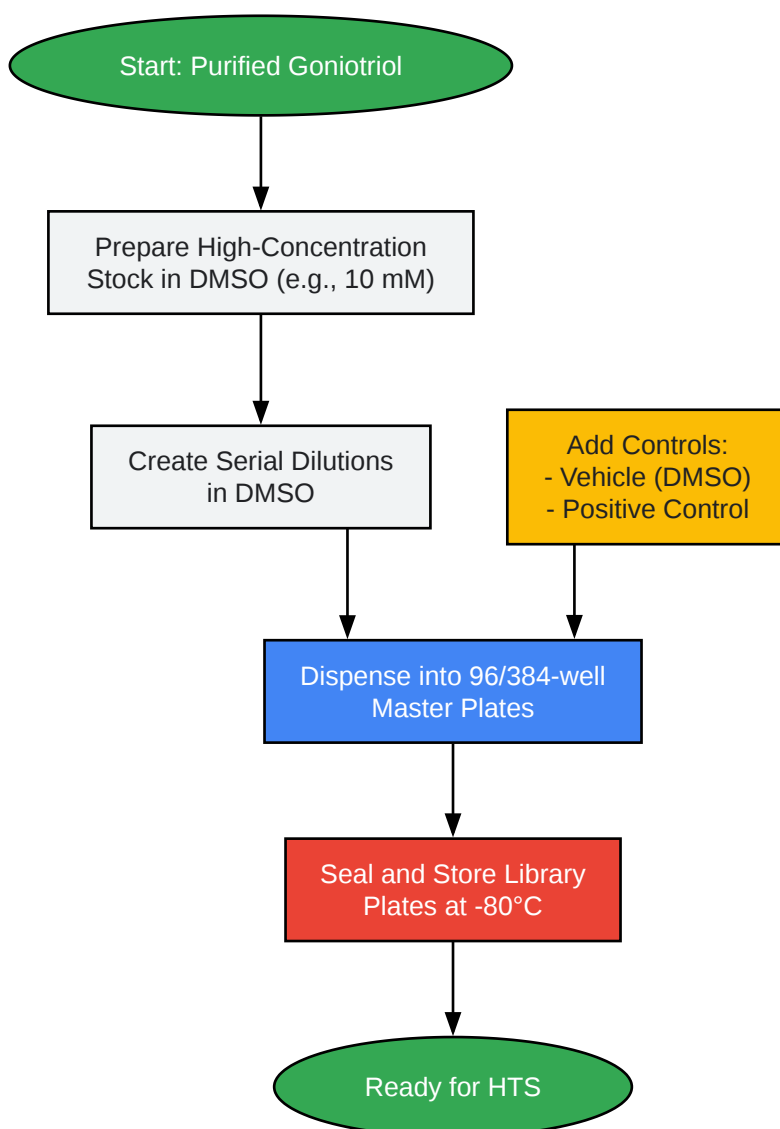 Start: Purified Goniotriol
Prepare High-Concentration
Stock in DMSO (e.g., 10 mM)
Create Serial Dilutions
in DMSO
Add Controls:
- Vehicle (DMSO)
- Positive Control
Dispense into 96/384-well
Master Plates
Seal and Store Library
Plates at -80°C
Ready for HTS